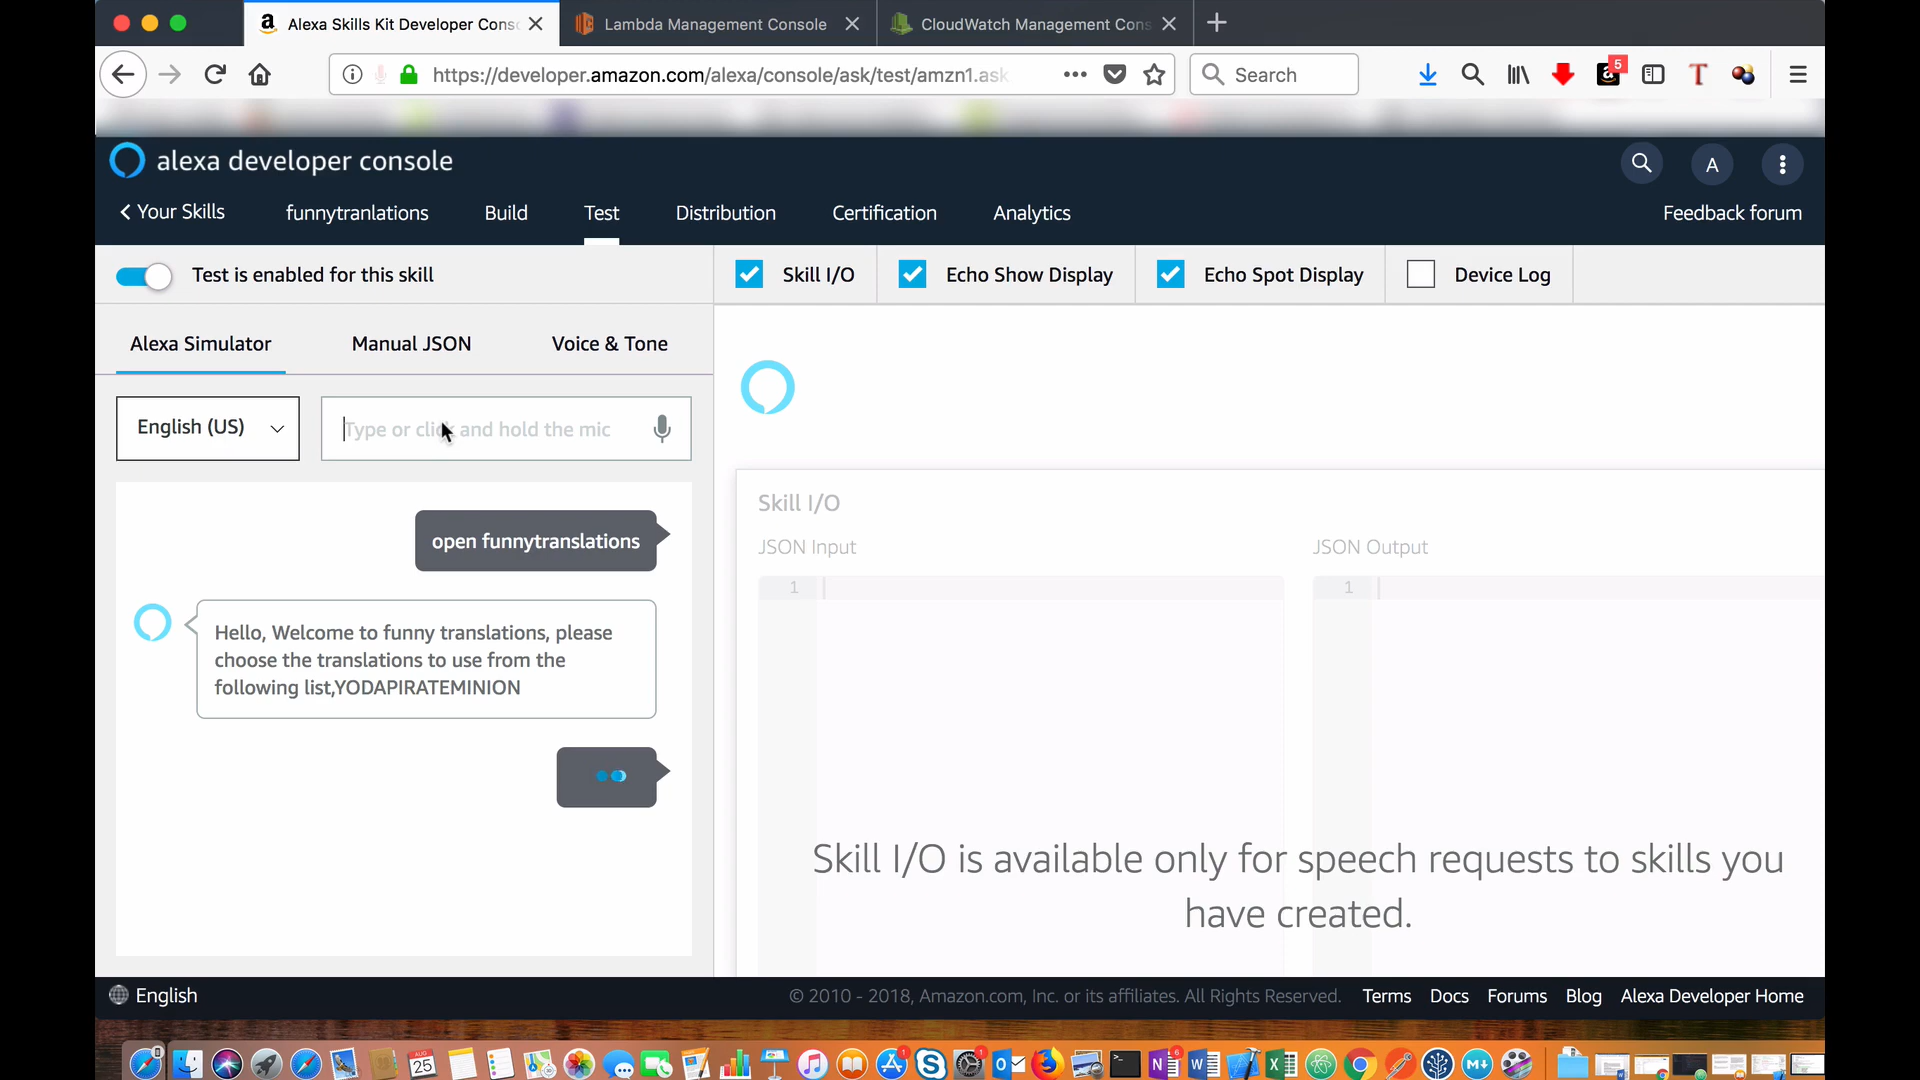 Alexa Skills Kit Developer Cons
Lambda Management Console
CloudWatch Management Cons
https://developer.amazon.com/alexa/console/ask/test/amzn1.ask
Search
5
alexa developer console
A
Your Skills
funnytranlations
Build
Test
Distribution
Certification
Analytics
Feedback forum
Test is enabled for this skill
Skill I/O
Echo Show Display
Echo Spot Display
Device Log
Alexa Simulator
Manual JSON
Voice & Tone
English (US)
Type or click and hold the mic
open funnytranslations
Hello, Welcome to funny translations, please
choose the translations to use from the
following list,YODAPIRATEMINION
Skill I/O
JSON Input
JSON Output
1
1
Skill I/O is available only for speech requests to skills you
have created.
English
© 2010 - 2018, Amazon.com, Inc. or its affiliates. All Rights Reserved.
Terms
Docs
Forums
Blog
Alexa Developer Home
AUG
25